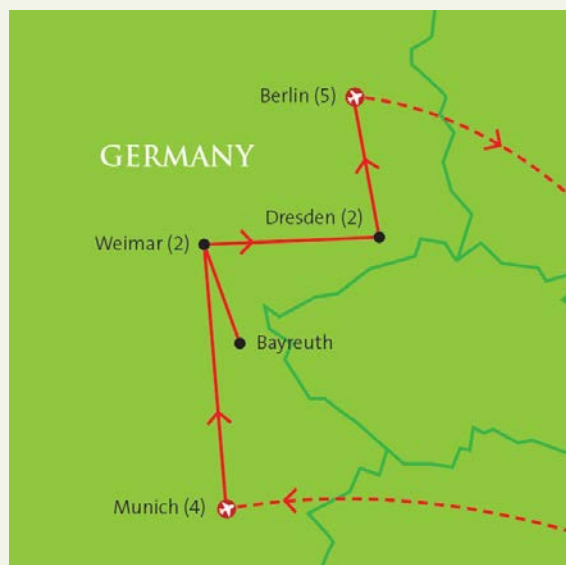 Berlin (5)
GERMANY
Dresden (2)
Weimar (2)
Bayreuth
Munich (4)